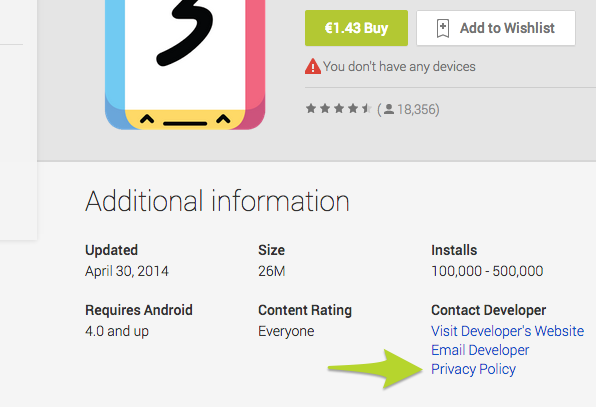 3
€1.43 Buy
Add to Wishlist
You don't have any devices
(18,356)
Additional information
Updated
April 30, 2014
Size
26M
Installs
100,000 - 500,000
Requires Android
4.0 and up
Content Rating
Everyone
Contact Developer
Visit Developer's Website
Email Developer
Privacy Policy